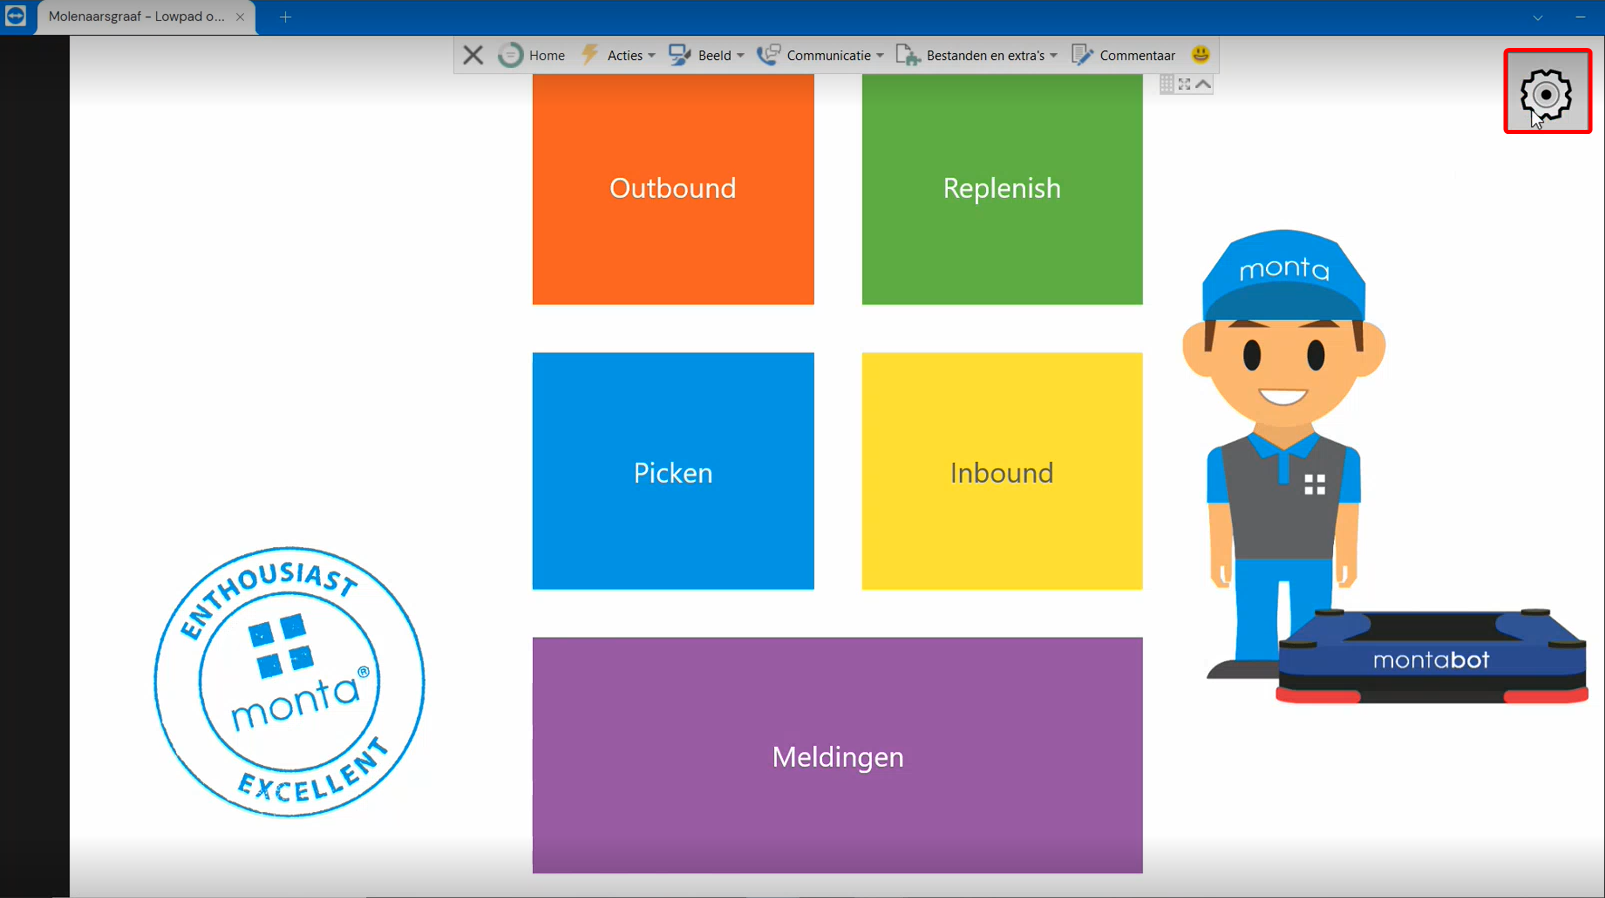 Molenaarsgraaf - Lowpad o...
Home Acties Beeld Communicatie Bestanden en extra's Commentaar
Outbound
Replenish
monta
Picken
Inbound
ENTHOUSIAST
monta®
EXCELLENT
montabot
Meldingen